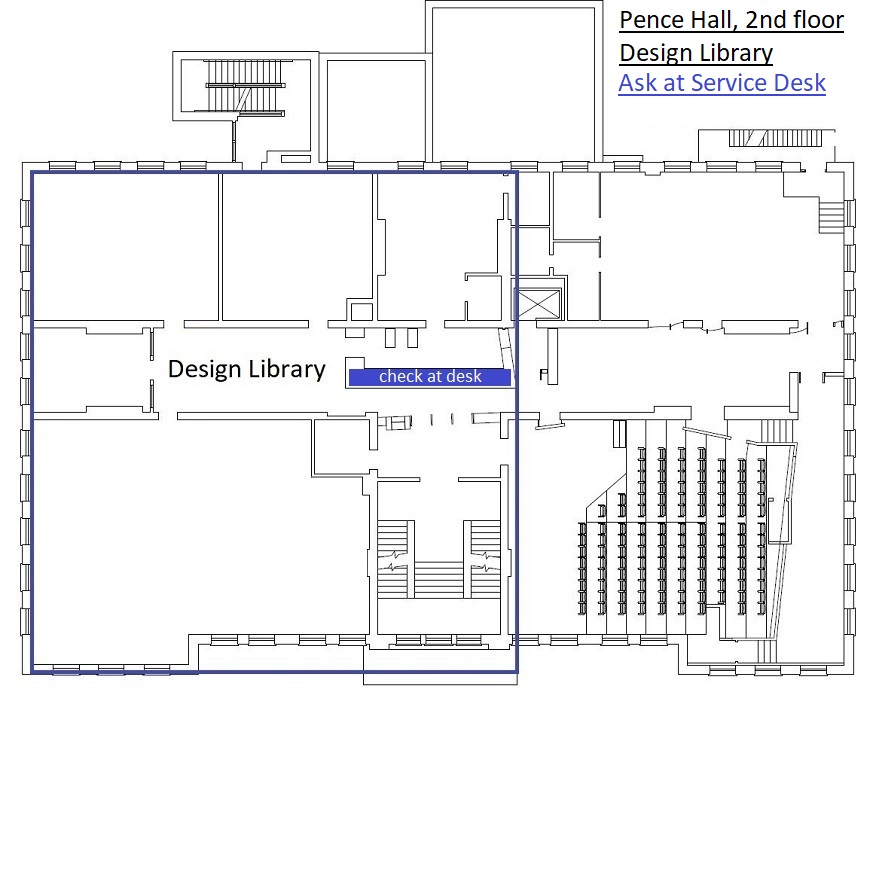 Pence Hall, 2nd floor
Design Library
Ask at Service Desk
Design Library
check at desk